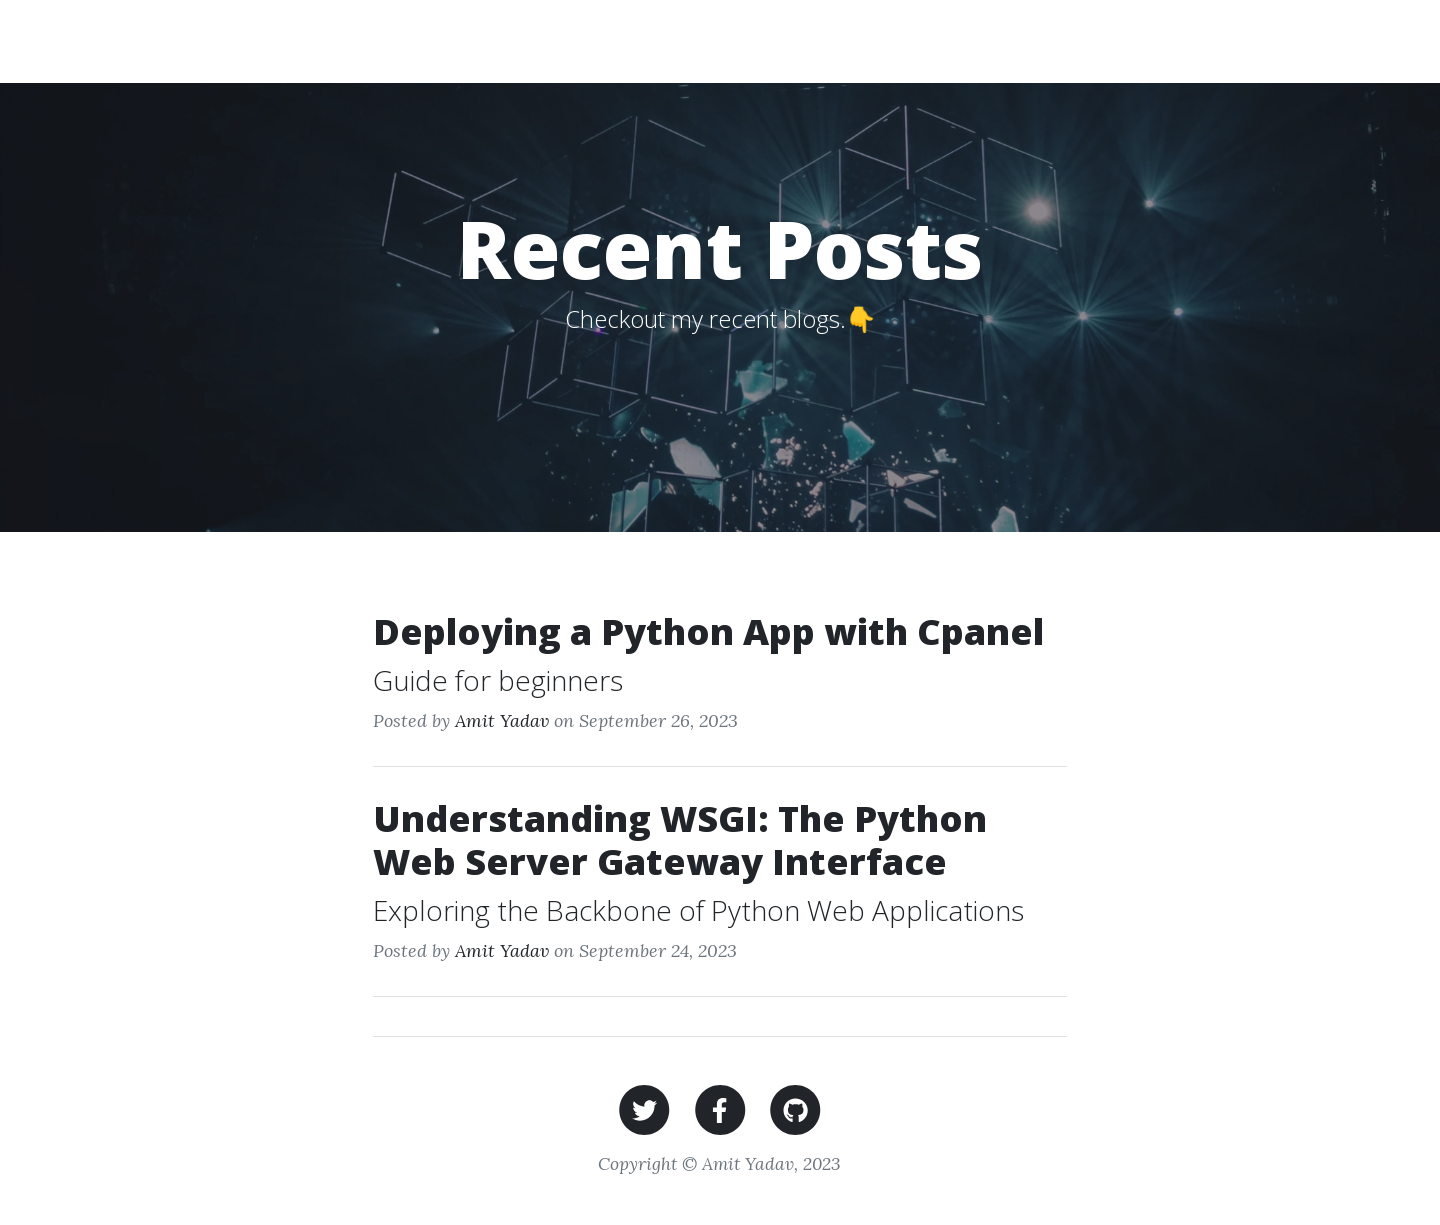 Recent Posts
Checkout my recent blogs.👇
Deploying a Python App with Cpanel
Guide for beginners
Posted by Amit Yadav on September 26, 2023
Understanding WSGI: The Python
Web Server Gateway Interface
Exploring the Backbone of Python Web Applications
Posted by Amit Yadav on September 24, 2023
Copyright © Amit Yadav, 2023